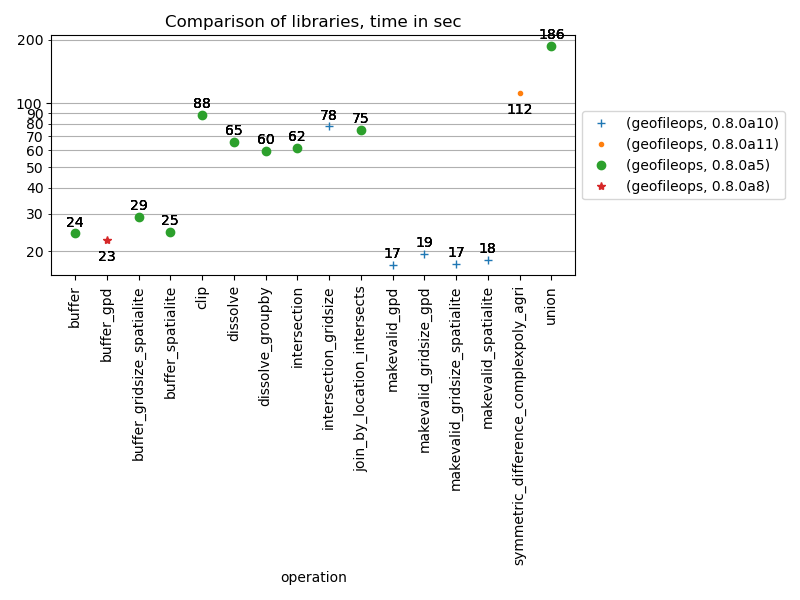 Comparison of libraries, time in sec
200
100
90
80
70
60
50
40
30
20
24
23
29
25
88
65
60
62
78
75
17
19
17
18
112
186
buffer
buffer_gpd
buffer_gridsize_spatialite
buffer_spatialite
clip
dissolve
dissolve_groupby
intersection
intersection_gridsize
join_by_location_intersects
makevalid_gpd
makevalid_gridsize_gpd
makevalid_gridsize_spatialite
makevalid_spatialite
symmetric_difference_complexpoly_agri
union
operation
(geofileops, 0.8.0a10)
(geofileops, 0.8.0a11)
(geofileops, 0.8.0a5)
(geofileops, 0.8.0a8)